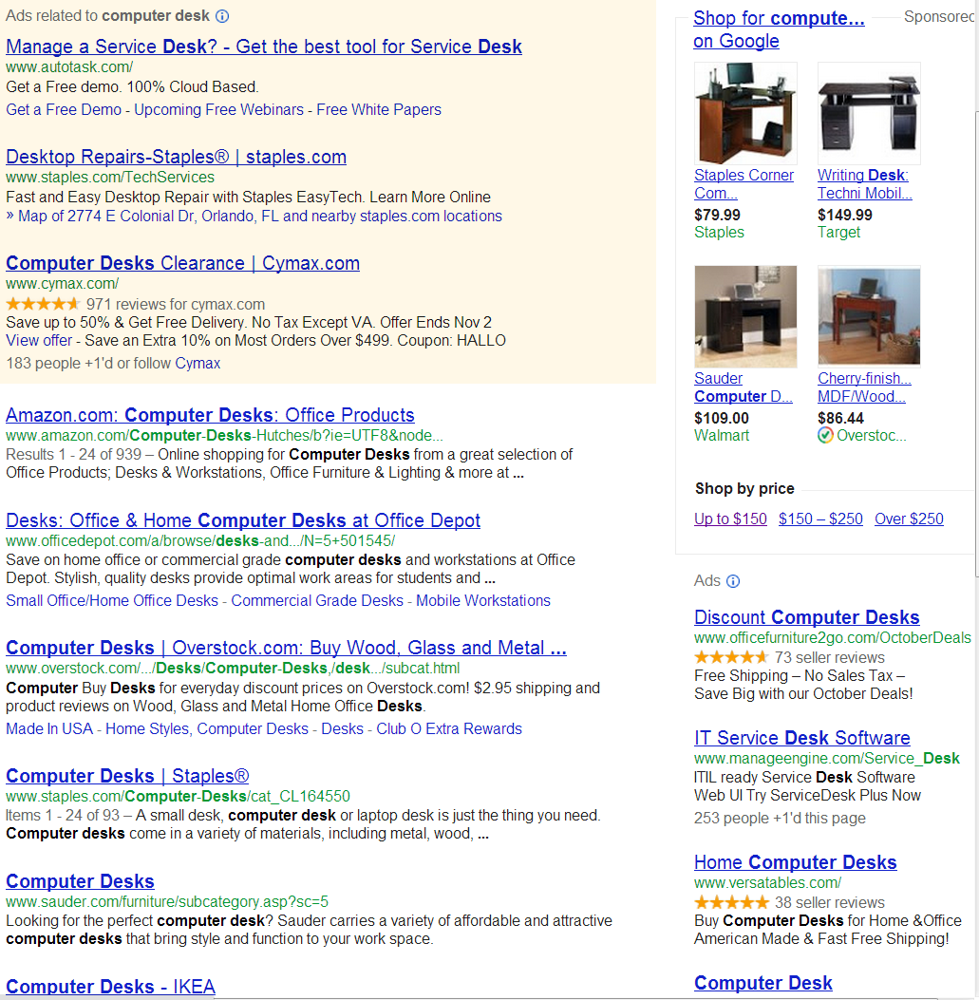 Ads related to computer desk
Manage a Service Desk? - Get the best tool for Service Desk
www.autotask.com/
Get a Free demo. 100% Cloud Based.
Get a Free Demo - Upcoming Free Webinars - Free White Papers
Desktop Repairs-Staples® | staples.com
www.staples.com/TechServices
Fast and Easy Desktop Repair with Staples EasyTech. Learn More Online
» Map of 2774 E Colonial Dr, Orlando, FL and nearby staples.com locations
Computer Desks Clearance | Cymax.com
www.cymax.com/
971 reviews for cymax.com
Save up to 50% & Get Free Delivery. No Tax Except VA. Offer Ends Nov 2
View offer - Save an Extra 10% on Most Orders Over $499. Coupon: HALLO
183 people +1'd or follow Cymax
Amazon.com: Computer Desks: Office Products
www.amazon.com/Computer-Desks-Hutches/b?ie=UTF8&node...
Results 1 - 24 of 939 – Online shopping for Computer Desks from a great selection of
Office Products; Desks & Workstations, Office Furniture & Lighting & more at ...
Desks: Office & Home Computer Desks at Office Depot
www.officedepot.com/a/browse/desks-and.../N=5+501545/
Save on home office or commercial grade computer desks and workstations at Office
Depot. Stylish, quality desks provide optimal work areas for students and ...
Small Office/Home Office Desks - Commercial Grade Desks - Mobile Workstations
Computer Desks | Overstock.com: Buy Wood, Glass and Metal ...
www.overstock.com/.../Desks/Computer-Desks,/desk.../subcat.html
Computer Buy Desks for everyday discount prices on Overstock.com! $2.95 shipping and
product reviews on Wood, Glass and Metal Home Office Desks.
Made In USA - Home Styles, Computer Desks - Desks - Club O Extra Rewards
Computer Desks | Staples®
www.staples.com/Computer-Desks/cat_CL164550
Items 1 - 24 of 93 – A small desk, computer desk or laptop desk is just the thing you need.
Computer desks come in a variety of materials, including metal, wood, ...
Computer Desks
www.sauder.com/furniture/subcategory.asp?sc=5
Looking for the perfect computer desk? Sauder carries a variety of affordable and attractive
computer desks that bring style and function to your work space.
Computer Desks - IKEA
Shop for compute...
on Google
Sponsored
Staples Corner
Com...
$79.99
Staples
Writing Desk:
Techni Mobil...
$149.99
Target
Sauder
Computer D...
$109.00
Walmart
Cherry-finish...
MDF/Wood...
$86.44
Overstoc...
Shop by price
Up to $150 $150 – $250 Over $250
Ads
Discount Computer Desks
www.officefurniture2go.com/OctoberDeals
73 seller reviews
Free Shipping – No Sales Tax –
Save Big with our October Deals!
IT Service Desk Software
www.manageengine.com/Service_Desk
ITIL ready Service Desk Software
Web UI Try ServiceDesk Plus Now
253 people +1'd this page
Home Computer Desks
www.versatables.com/
38 seller reviews
Buy Computer Desks for Home &Office
American Made & Fast Free Shipping!
Computer Desk